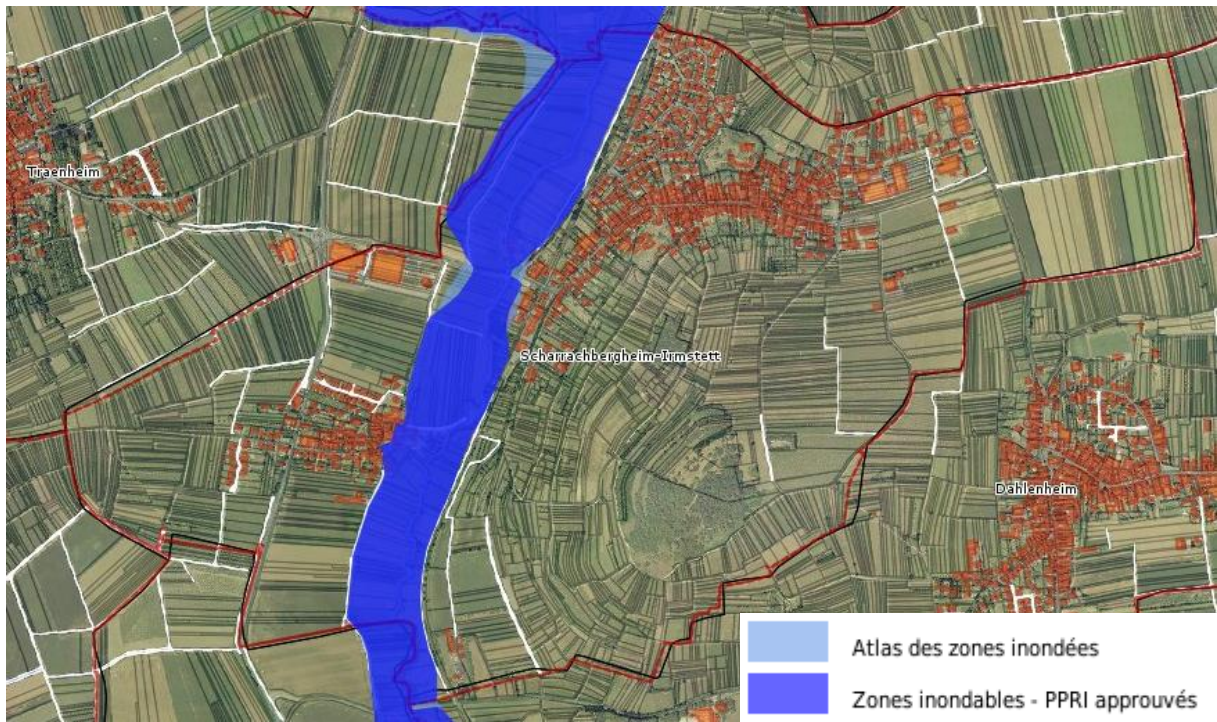 Traenheim
Scharrachbergheim-Irmstett
Dahlenheim
Atlas des zones inondées
Zones inondables - PPRI approuvés